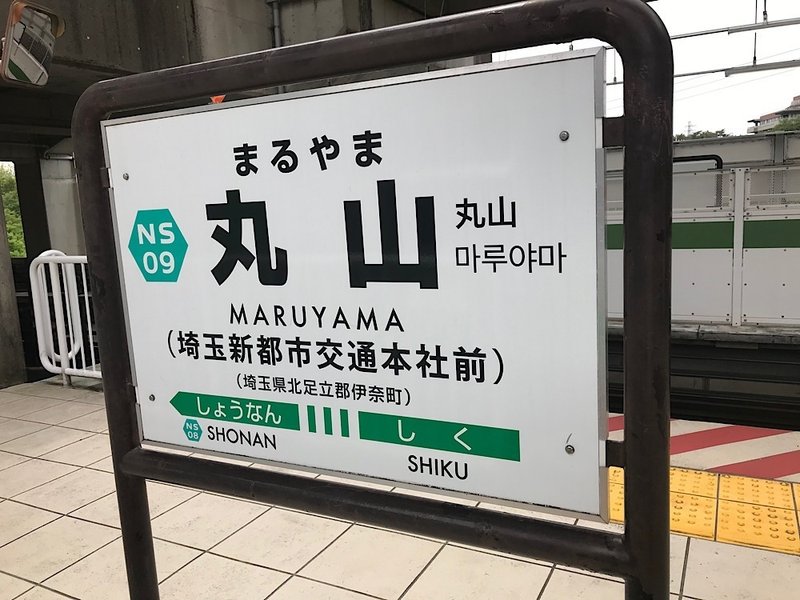 まるやま
NS
09
丸山
丸山
마루야마
MARUYAMA
(埼玉新都市交通本社前)
(埼玉県北足立郡伊奈町)
しょうなん
しく
NS
08
SHONAN
SHIKU